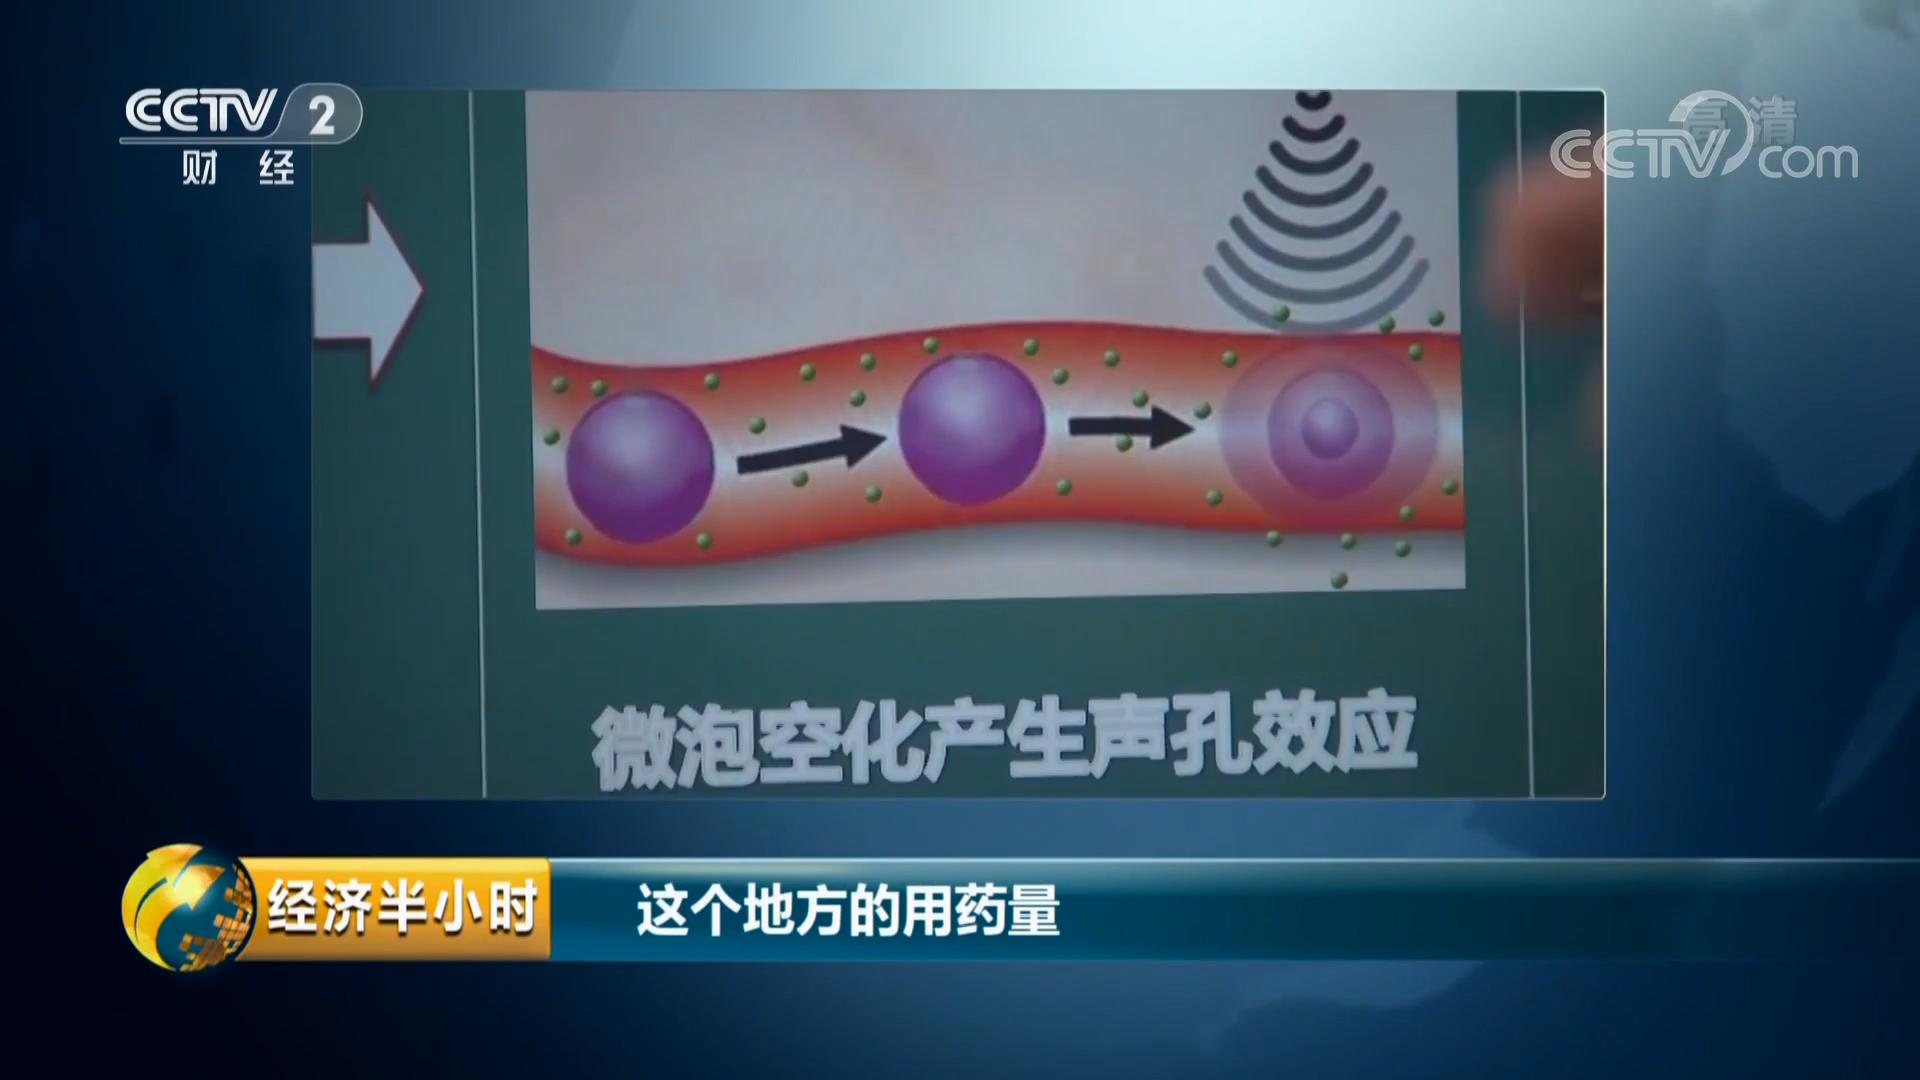 CCTV 2
财 经
高清
CCTV.com
微泡空化产生声孔效应
经济半小时
这个地方的用药量